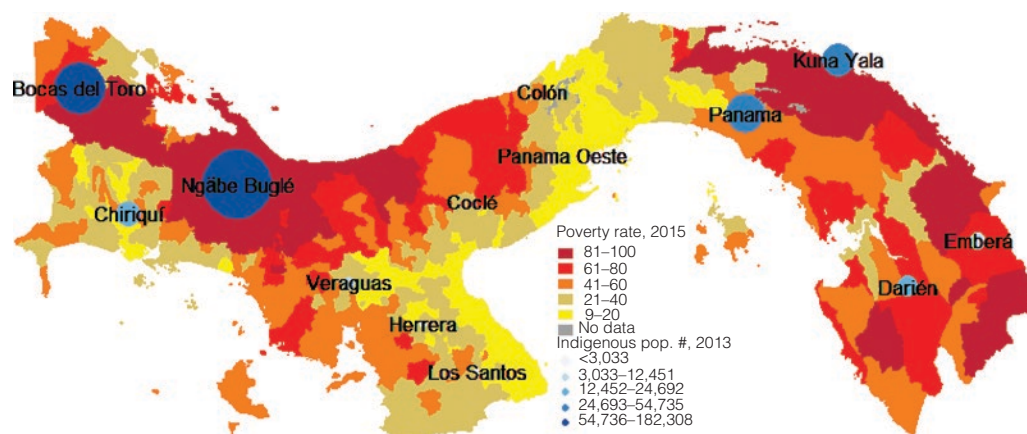 Kuna Yala
Bocas del Toro
Colón
Panama
Panama Oeste
Ngäbe Buglé
Coclé
Chiriquí
Emberá
Veraguas
Darién
Herrera
Los Santos
Poverty rate, 2015
81–100
61–80
41–60
21–40
9–20
No data
Indigenous pop. #, 2013
<3,033
3,033–12,451
12,452–24,692
24,693–54,735
54,736–182,308